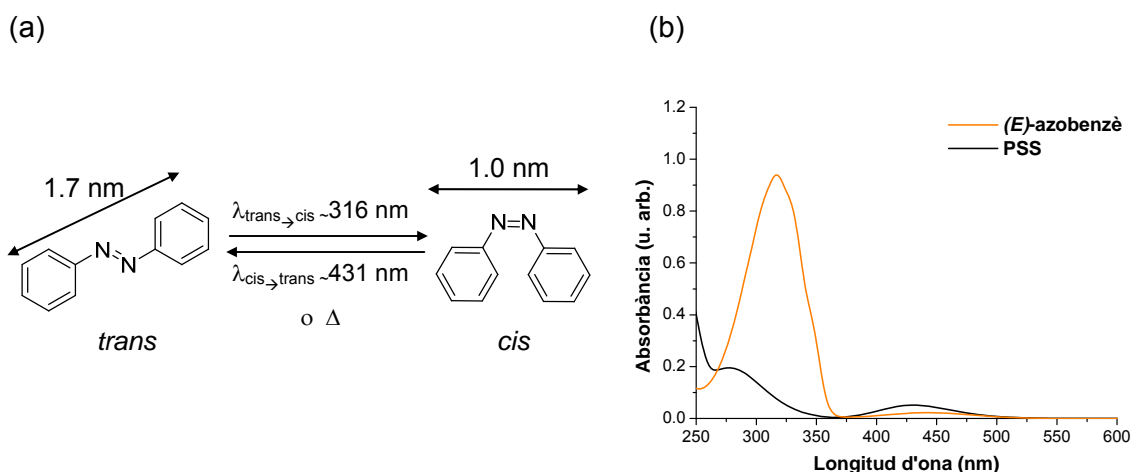 (a)
1.7 nm
N
N
trans
λtrans→cis ~316 nm
λcis→trans ~431 nm
o Δ
1.0 nm
N=N
cis
(b)
(E)-azobenzè
PSS
Absorbància (u. arb.)
1.2
1.0
0.8
0.6
0.4
0.2
0.0
250 300 350 400 450 500 550 600
Longitud d'ona (nm)